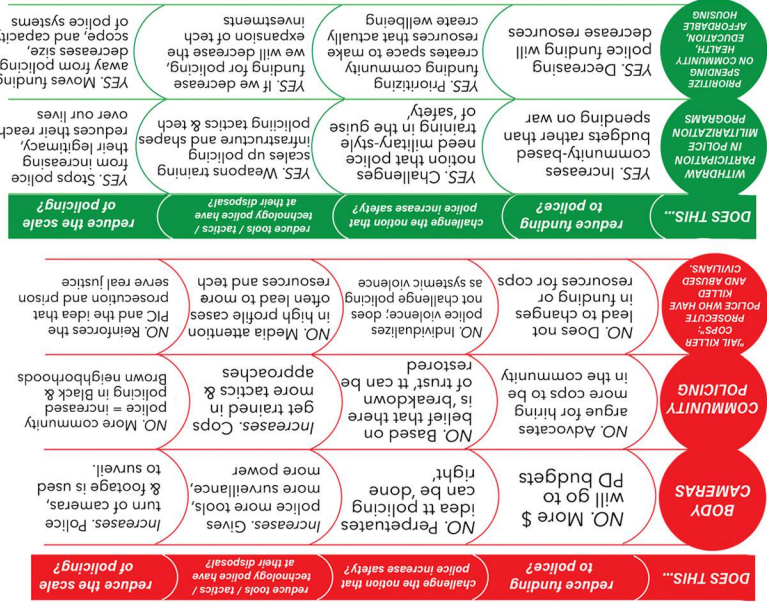 DOES THIS...
reduce funding
to police?
challenge the notion that
police increase safety?
reduce tools / tactics /
technology police have
at their disposal?
reduce the scale
of policing?
BODY
CAMERAS
NO. More $
will go to
PD budgets
NO. Perpetuates
idea tt policing
can be ‘done
right’
Increases. Gives
police more tools,
more surveillance,
more power
Increases. Police
turn of cameras,
& footage is used
to surveil.
COMMUNITY
POLICING
NO. Advocates
argue for hiring
more cops to be
in the community
NO. Based on
belief that there
is ‘breakdown
of trust’ tt can be
restored
Increases. Cops
get trained in
more tactics &
approaches
NO. More community
police = increased
policing in Black &
Brown neighborhoods
"JAIL KILLER
COPS":
PROSECUTE
POLICE WHO HAVE
KILLED
AND ABUSED
CIVILIANS.
NO. Does not
lead to changes
in funding or
resources for cops
NO. Individualizes
police violence; does
not challenge policing
as systemic violence
NO. Media attention
in high profile cases
often lead to more
resources and tech
NO. Reinforces the
PIC and the idea that
prosecution and prison
serve real justice
DOES THIS...
reduce funding
to police?
challenge the notion that
police increase safety?
reduce tools / tactics /
technology police have
at their disposal?
reduce the scale
of policing?
WITHDRAW
PARTICIPATION
IN POLICE
MILITARIZATION
PROGRAMS
YES. Increases
community-based
budgets rather than
spending on war
YES. Challenges
notion that police
need military-style
training in the guise
of ‘safety’
YES. Weapons training
scales up policing
infrastructure and shapes
policiing tactics & tech
YES. Stops police
from increasing
their legitimacy,
reduces their reach
over our lives
PRIORITIZE
SPENDING
ON COMMUNITY
HEALTH,
EDUCATION,
AFFORDABLE
HOUSING
YES. Decreasing
police funding will
decrease resources
YES. Prioritizing
funding community
creates space to make
resources that actually
create wellbeing
YES. If we decrease
funding for policing,
we will decrease the
expansion of tech
investments
YES. Moves funding
away from policing
decreases size,
scope, and capacity
of police systems